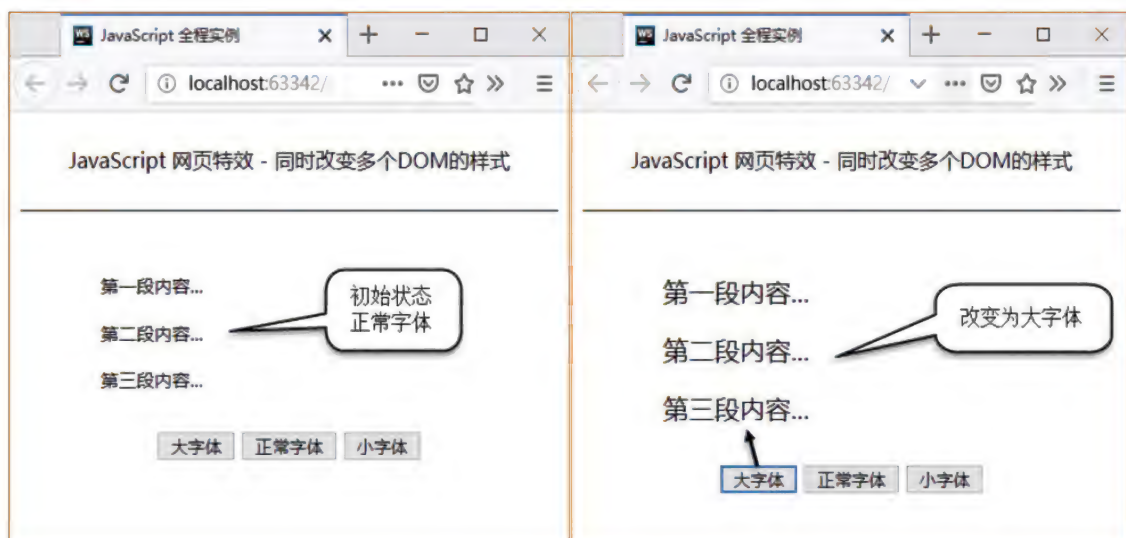 JavaScript 全程实例
localhost:63342/
JavaScript 网页特效 - 同时改变多个DOM的样式
第一段内容...
第二段内容...
第三段内容...
初始状态
正常字体
大字体
正常字体
小字体
JavaScript 全程实例
localhost:63342/
JavaScript 网页特效 - 同时改变多个DOM的样式
第一段内容...
第二段内容...
第三段内容...
改变为大字体
大字体
正常字体
小字体